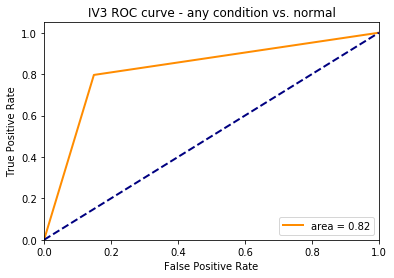 IV3 ROC curve - any condition vs. normal
True Positive Rate
1.0
0.8
0.6
0.4
0.2
0.0
0.0 0.2 0.4 0.6 0.8 1.0
False Positive Rate
area = 0.82